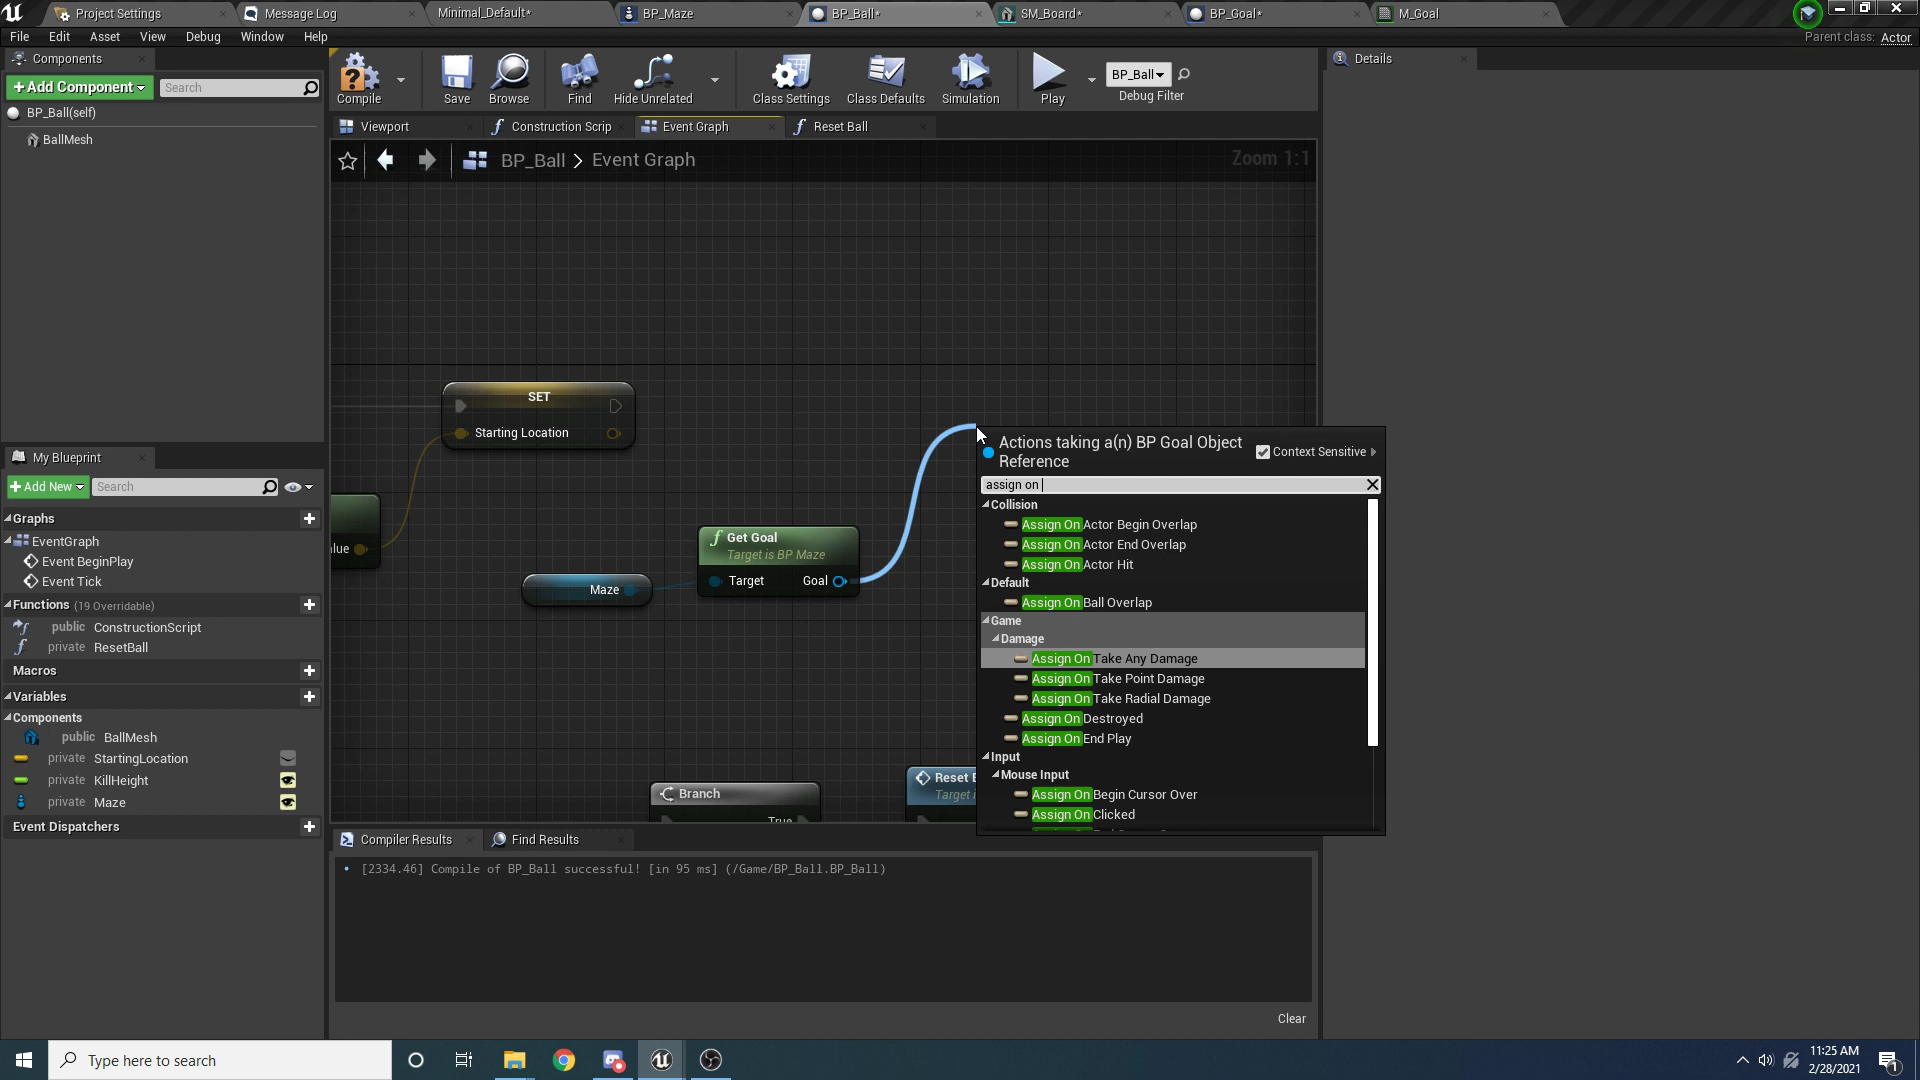 Project Settings
Message Log
Minimal_Default*
BP_Maze
BP_Ball*
SM_Board*
BP_Goal*
M_Goal
File Edit Asset View Debug Window Help
Parent class: Actor
Components
Details
+Add Component
Search
BP_Ball(self)
BallMesh
Compile
Save
Browse
Find
Hide Unrelated
Class Settings
Class Defaults
Simulation
Play
BP_Ball
Debug Filter
Viewport
Construction Scrip
Event Graph
Reset Ball
BP_Ball > Event Graph
Zoom 1:1
SET
Starting Location
Get Goal
Target is BP Maze
Target Goal
Maze
Branch
Actions taking a(n) BP Goal Object
Reference
Context Sensitive
assign on
Collision
Assign On Actor Begin Overlap
Assign On Actor End Overlap
Assign On Actor Hit
Default
Assign On Ball Overlap
Game
Damage
Assign On Take Any Damage
Assign On Take Point Damage
Assign On Take Radial Damage
Assign On Destroyed
Assign On End Play
Input
Mouse Input
Assign On Begin Cursor Over
Assign On Clicked
My Blueprint
+Add New
Search
Graphs
EventGraph
Event BeginPlay
Event Tick
Functions (19 Overridable)
public ConstructionScript
private ResetBall
Macros
Variables
Components
public BallMesh
private StartingLocation
private KillHeight
private Maze
Event Dispatchers
Compiler Results
Find Results
[2334.46] Compile of BP_Ball successful! [in 95 ms] (/Game/BP_Ball.BP_Ball)
Clear
Type here to search
11:25 AM
2/28/2021
1